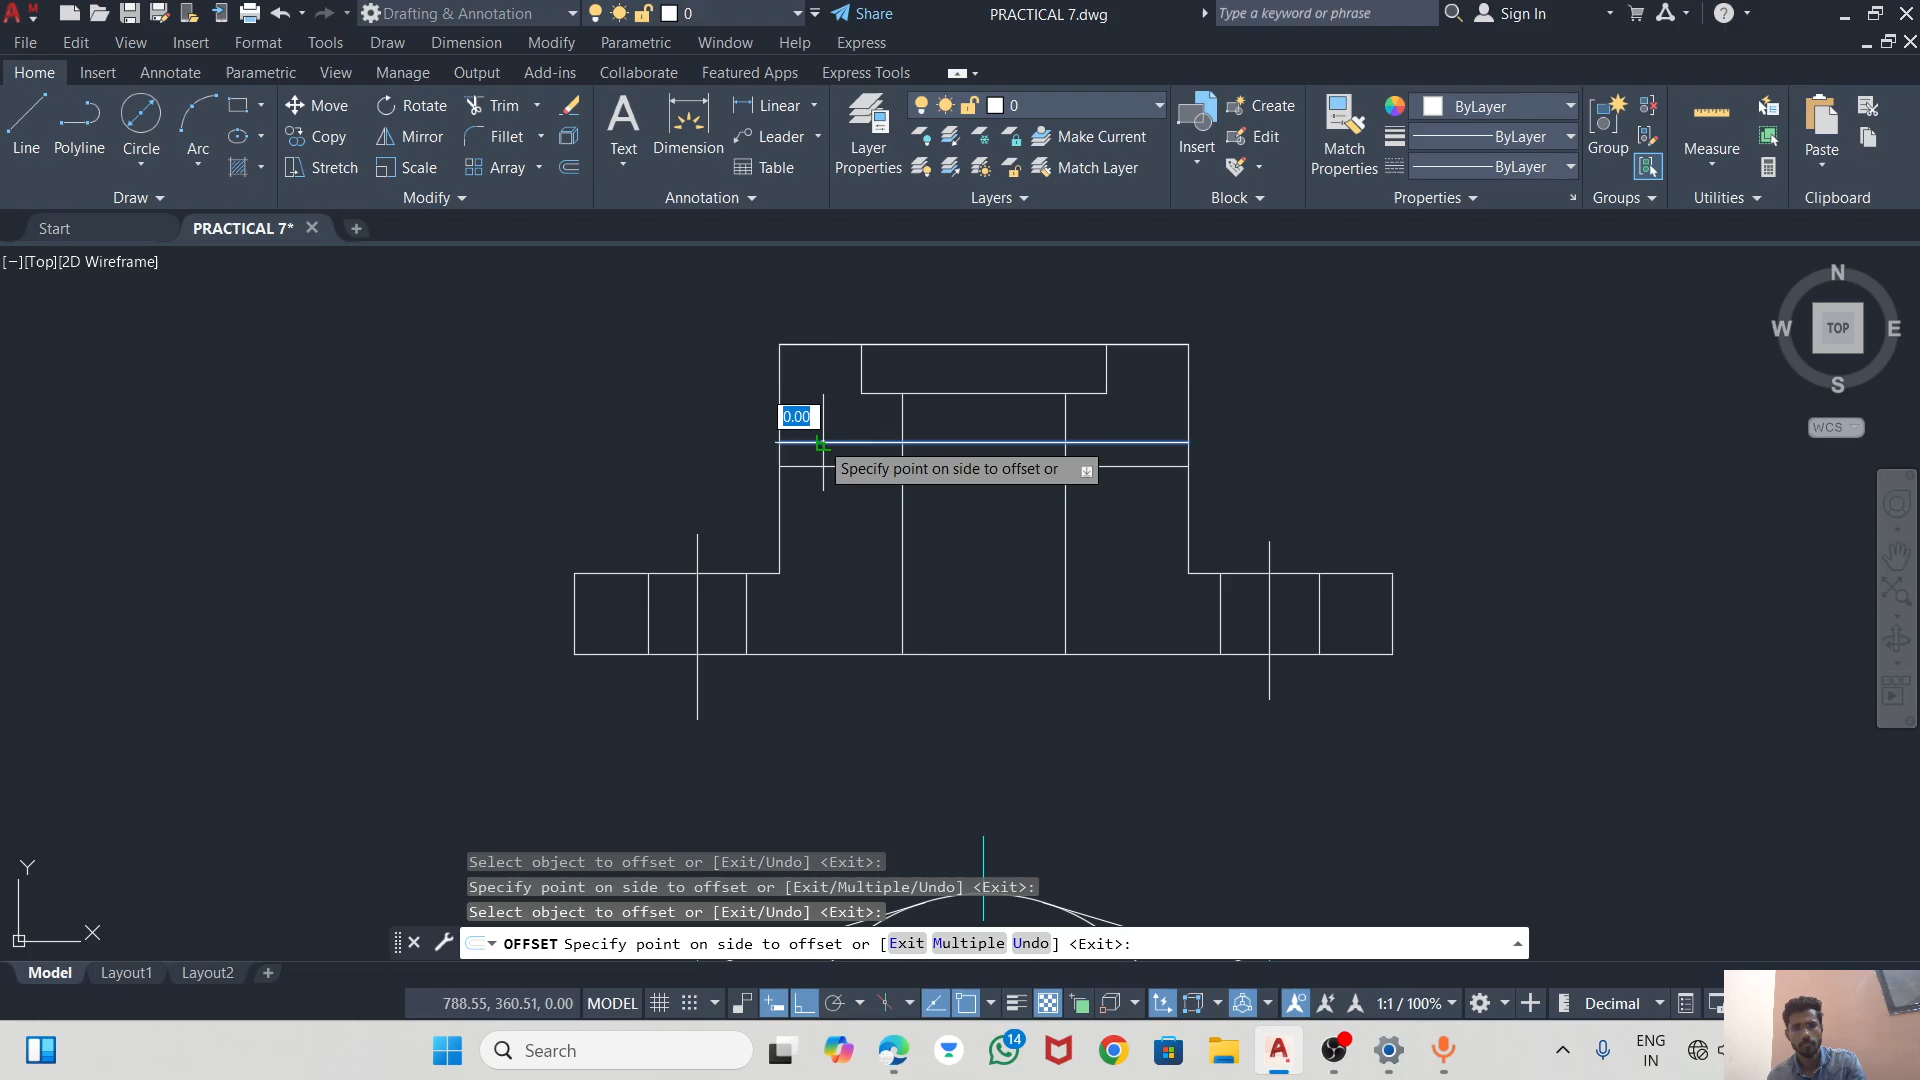 Drafting & Annotation
0
Share
PRACTICAL 7.dwg
Type a keyword or phrase
Sign In
File Edit View Insert Format Tools Draw Dimension Modify Parametric Window Help Express
Home Insert Annotate Parametric View Manage Output Add-ins Collaborate Featured Apps Express Tools
Line Polyline Circle Arc
Move Rotate Trim
Copy Mirror Fillet
Stretch Scale Array
Text Dimension
Linear
Leader
Table
Layer Properties
0
Make Current
Match Layer
Insert
Create
Edit
Match Properties
ByLayer
ByLayer
ByLayer
Group
Measure
Paste
Draw Modify Annotation Layers Block Properties Groups Utilities Clipboard
Start PRACTICAL 7*
[−][Top][2D Wireframe]
N
W TOP E
S
WCS
0.00
Specify point on side to offset or
Y
X
Select object to offset or [Exit/Undo] <Exit>:
Specify point on side to offset or [Exit/Multiple/Undo] <Exit>:
Select object to offset or [Exit/Undo] <Exit>:
OFFSET Specify point on side to offset or [Exit Multiple Undo] <Exit>:
Model Layout1 Layout2
788.55, 360.51, 0.00 MODEL 1:1 / 100% Decimal
Search
14
ENG
IN